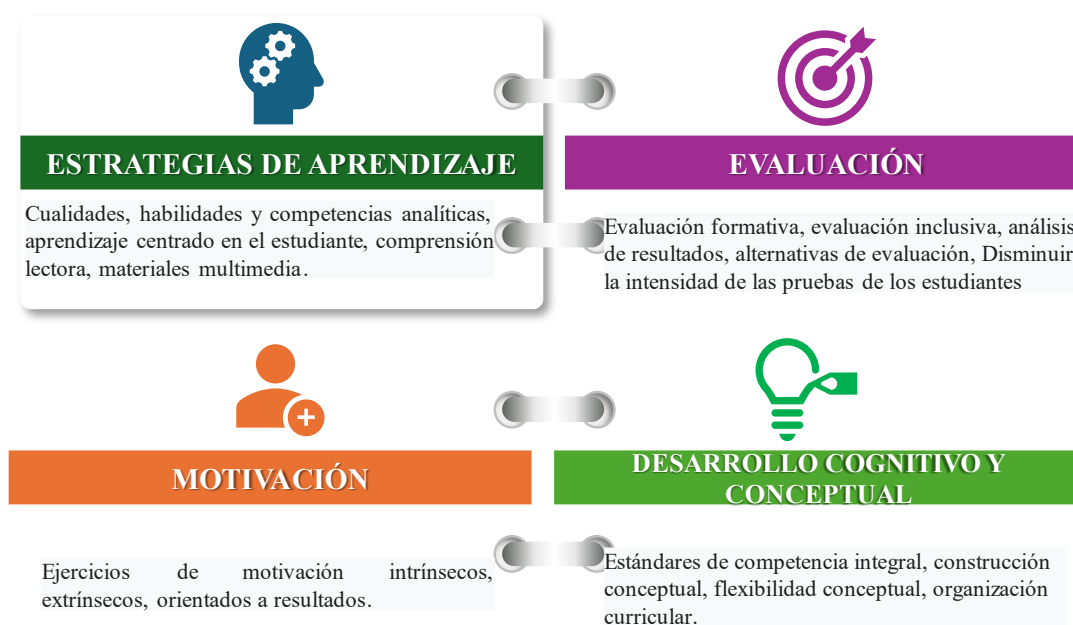 ESTRATEGIAS DE APRENDIZAJE
Cualidades, habilidades y competencias analíticas,
aprendizaje centrado en el estudiante, comprensión
lectora, materiales multimedia.
EVALUACIÓN
Evaluación formativa, evaluación inclusiva, análisis
de resultados, alternativas de evaluación, Disminuir
la intensidad de las pruebas de los estudiantes
MOTIVACIÓN
Ejercicios de motivación intrínsecos,
extrínsecos, orientados a resultados.
DESARROLLO COGNITIVO Y
CONCEPTUAL
Estándares de competencia integral, construcción
conceptual, flexibilidad conceptual, organización
curricular.